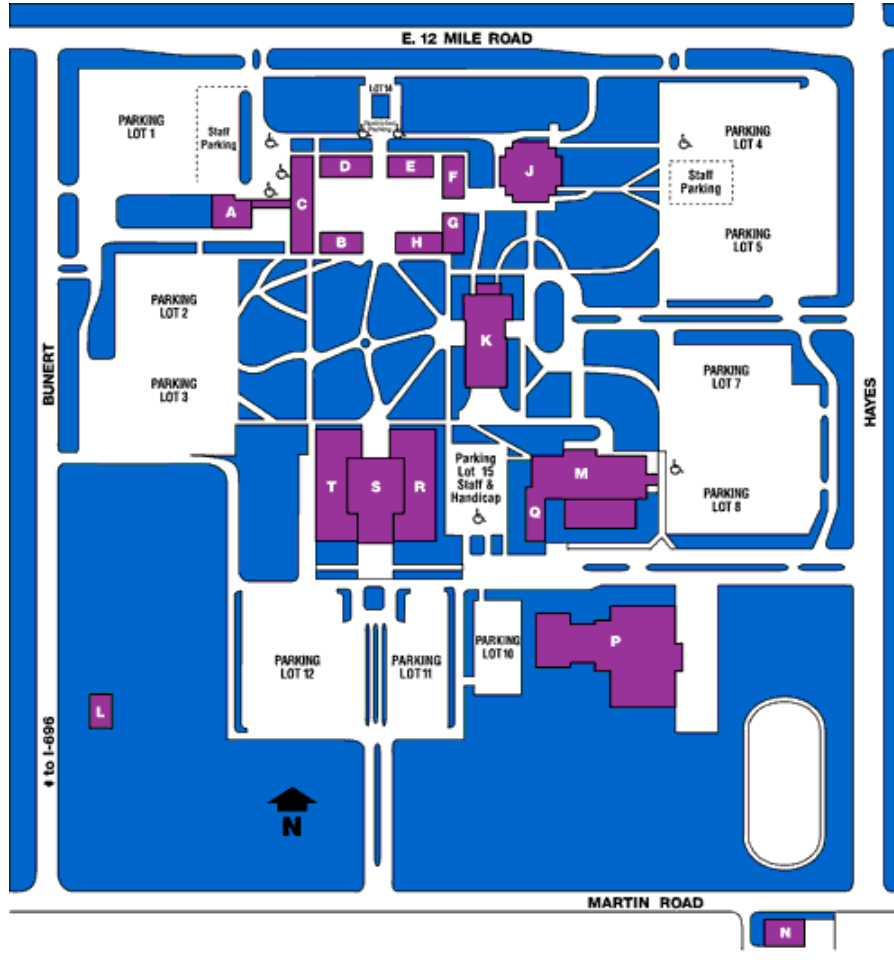 E. 12 MILE ROAD
LOT 14
PARKING
LOT 1
Staff
Parking
PARKING
LOT 4
Staff
Parking
D
E
F
J
C
A
G
B
H
PARKING
LOT 5
PARKING
LOT 2
K
BUNERT
PARKING
LOT 3
PARKING
LOT 7
HAYES
Parking
Lot 15
Staff &
Handicap
T
S
R
M
Q
PARKING
LOT 8
PARKING
LOT 12
PARKING
LOT 11
PARKING
LOT 10
P
L
to I-696
N
MARTIN ROAD
N